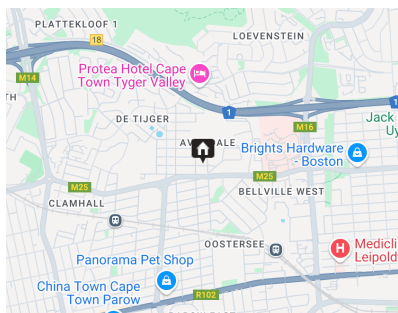 PLATTEKLOOF 1
LOEVENSTEIN
18
Protea Hotel Cape
Town Tyger Valley
M14
1
Jack
Uy
DE TIJGER
M16
Brights Hardware
- Boston
M25
M25
BELLVILLE WEST
CLAMHALL
OOSTERSEE
H
Medicli
Leipold
Panorama Pet Shop
China Town Cape
Town Parow
R102